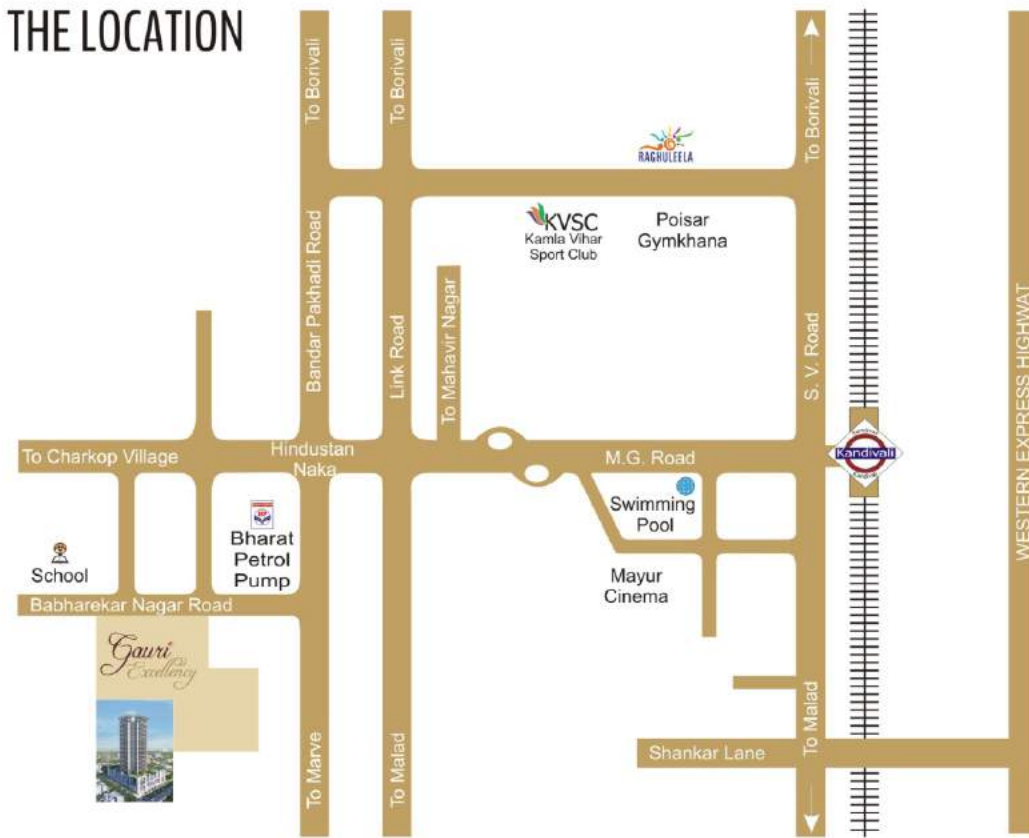 THE LOCATION
To Borivali
To Borivali
To Borivali
RAGHULEELA
KVSC
Kamla Vihar
Sport Club
Poisar
Gymkhana
Bandar Pakhadi Road
Link Road
To Mahavir Nagar
S. V. Road
WESTERN EXPRESS HIGHWAT
To Charkop Village
Hindustan
Naka
M.G. Road
Kandivali
Swimming
Pool
HP
Bharat
Petrol
Pump
School
Mayur
Cinema
Babharekar Nagar Road
Gauri
Excellency
To Marve
To Malad
To Malad
Shankar Lane